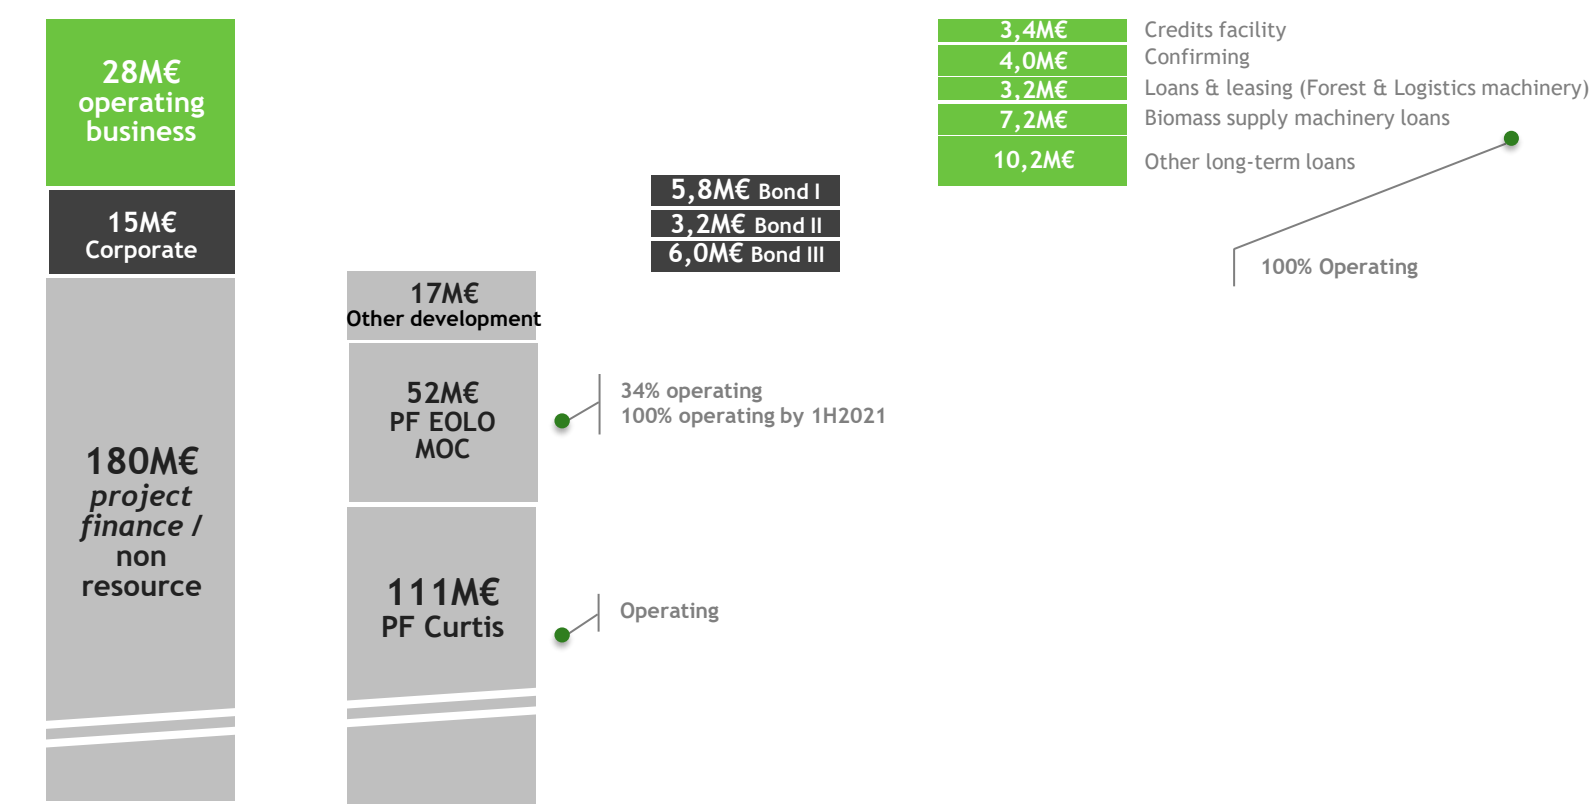 28M€
operating
business
15M€
Corporate
180M€
project
finance /
non
resource
17M€
Other development
52M€
PF EOLO
MOC
111M€
PF Curtis
34% operating
100% operating by 1H2021
Operating
5,8M€ Bond I
3,2M€ Bond II
6,0M€ Bond III
3,4M€ Credits facility
4,0M€ Confirming
3,2M€ Loans & leasing (Forest & Logistics machinery)
7,2M€ Biomass supply machinery loans
10,2M€ Other long-term loans
100% Operating